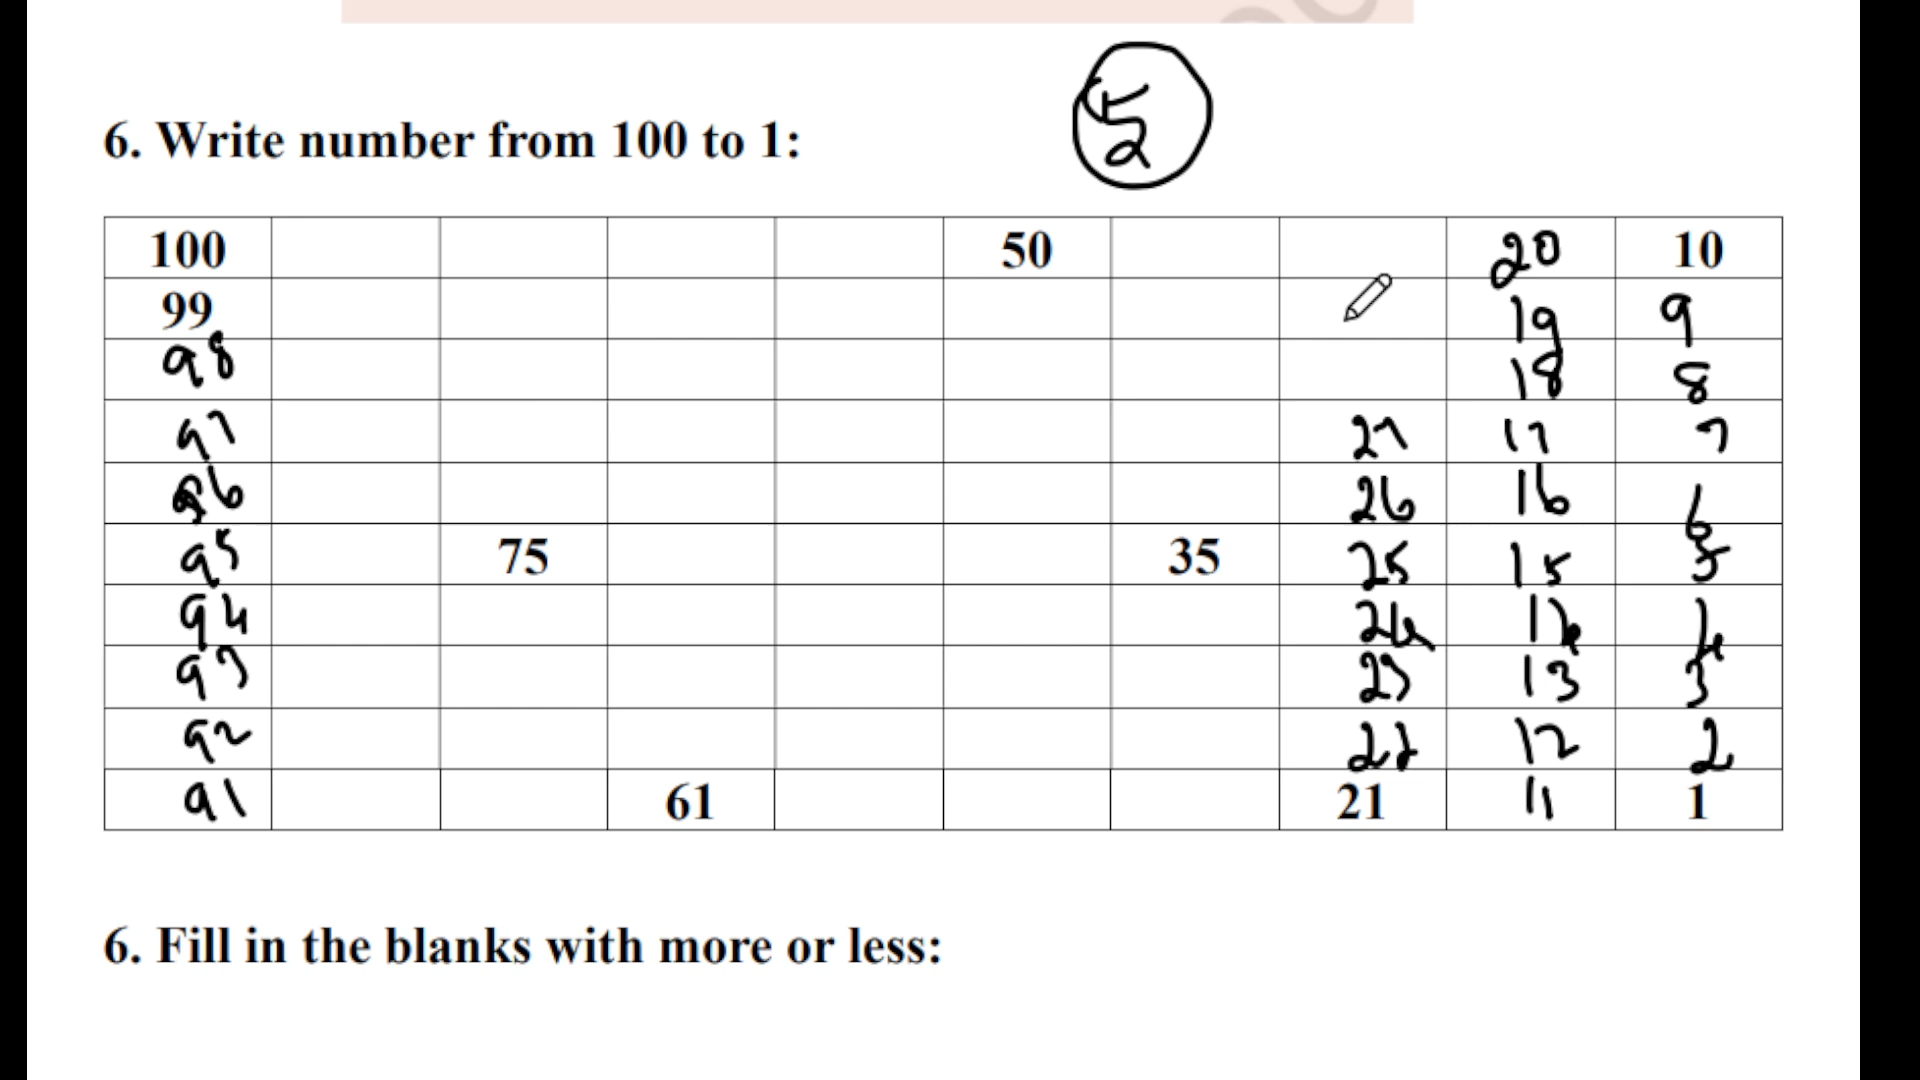 5
2
6. Write number from 100 to 1:
100 50 20 10
99 19 9
98 18 8
97 27 17 7
96 26 16 6
95 75 35 25 15 5
94 24 14 4
93 23 13 3
92 22 12 2
91 61 21 11 1
6. Fill in the blanks with more or less: